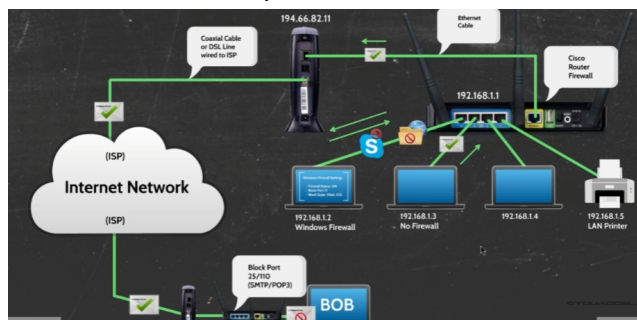 194.66.82.11
Ethernet
Cable
Coaxial Cable
or DSL Line
wired to ISP
Cisco
Router
Firewall
192.168.1.1
(ISP)
Internet Network
(ISP)
192.168.1.2
Windows Firewall
192.168.1.3
No Firewall
192.168.1.4
192.168.1.5
LAN Printer
Block Port
25/110
(SMTP/POP3)
BOB